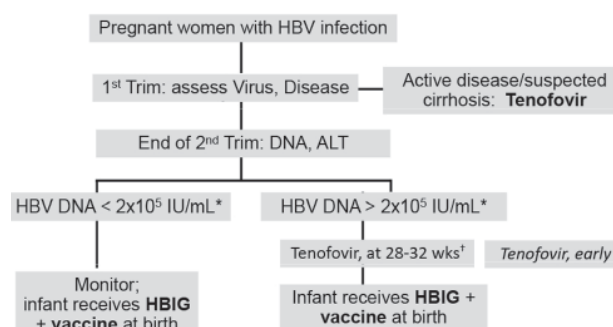 Pregnant women with HBV infection
1st Trim: assess Virus, Disease
Active disease/suspected
cirrhosis: Tenofovir
End of 2nd Trim: DNA, ALT
HBV DNA < 2x10⁵ IU/mL*
HBV DNA > 2x10⁵ IU/mL*
Tenofovir, at 28-32 wks†
Tenofovir, early
Monitor;
infant receives HBIG
+ vaccine at birth
Infant receives HBIG +
vaccine at birth